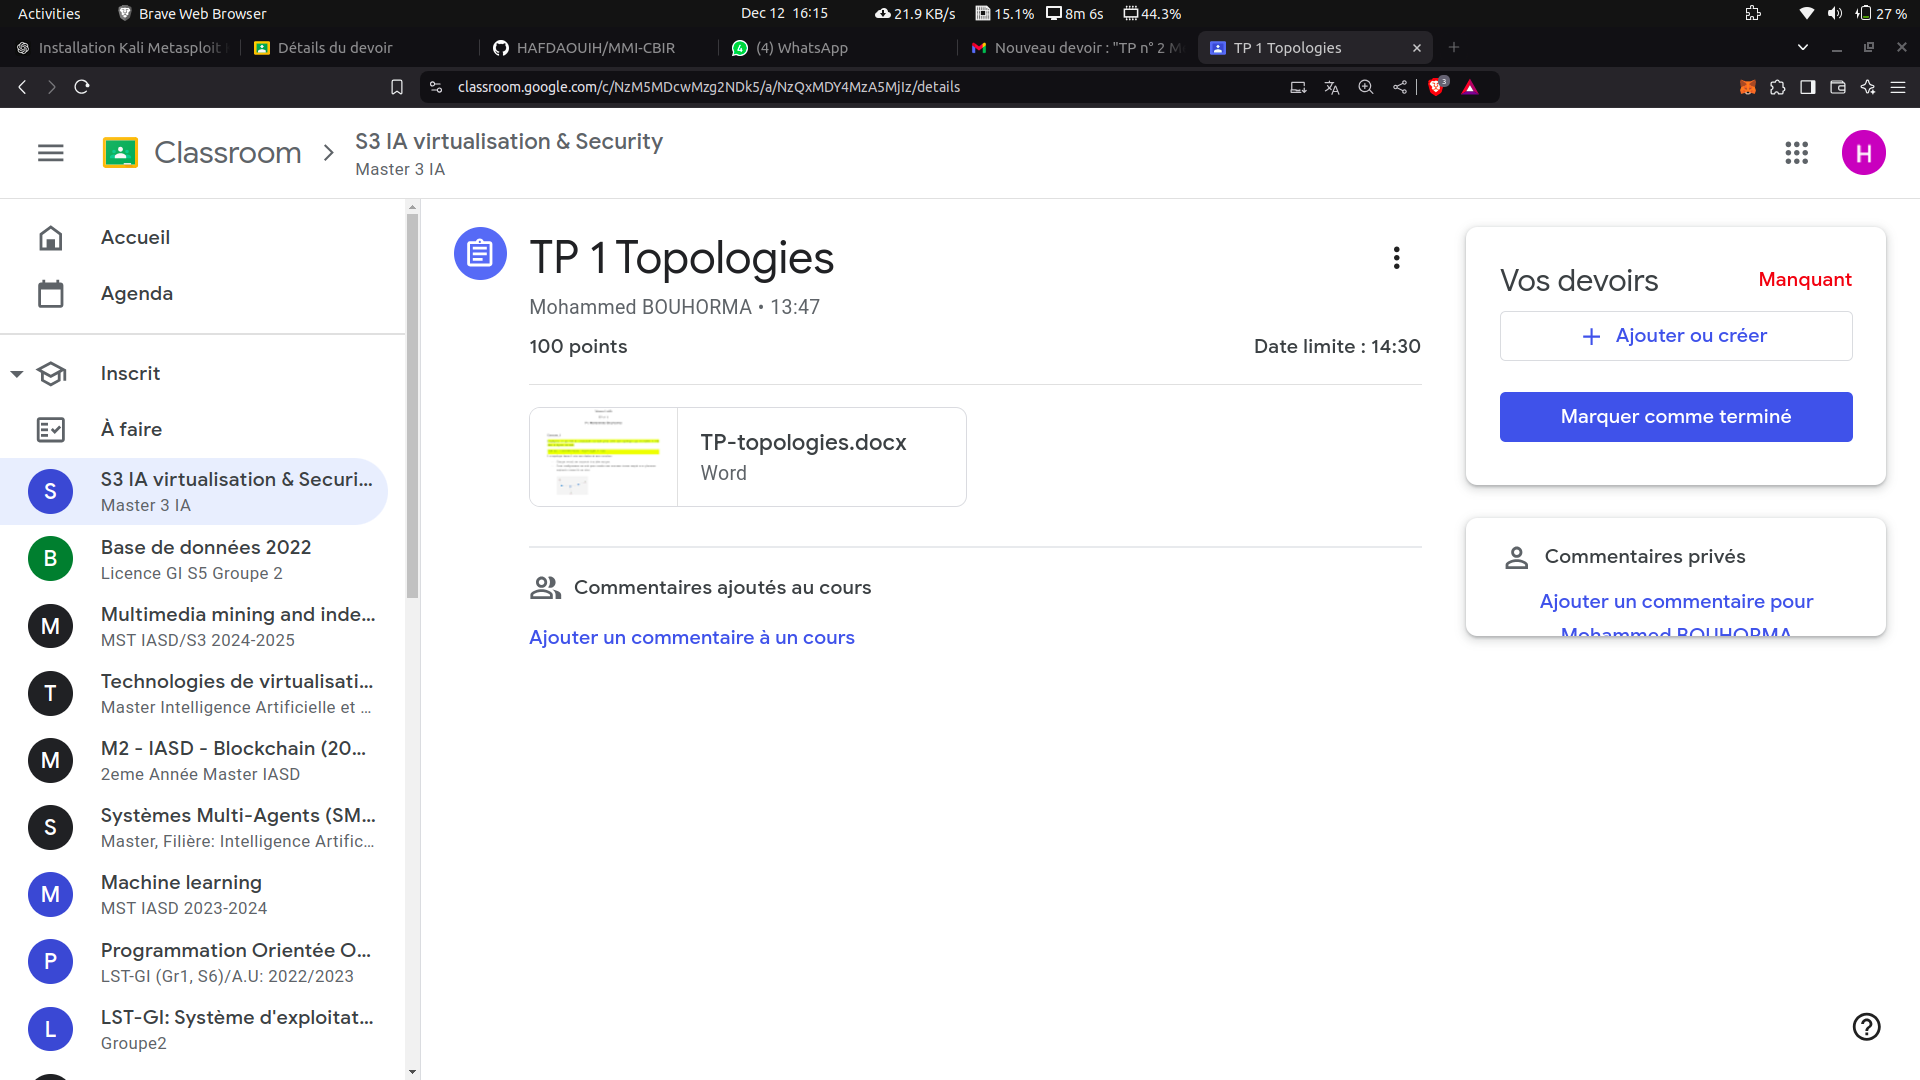 Activities Brave Web Browser Dec 12 16:15 21.9 KB/s 15.1% 8m 6s 44.3% 27 %
Installation Kali Metasploit Détails du devoir HAFDAOUIH/MMI-CBIR (4) WhatsApp Nouveau devoir : "TP n° 2 M TP 1 Topologies
classroom.google.com/c/NzM5MDcwMzg2NDk5/a/NzQxMDY4MzA5MjIz/details 3
Classroom
S3 IA virtualisation & Security
Master 3 IA
H
Accueil
Agenda
Inscrit
À faire
S
S3 IA virtualisation & Securi...
Master 3 IA
B
Base de données 2022
Licence GI S5 Groupe 2
M
Multimedia mining and inde...
MST IASD/S3 2024-2025
T
Technologies de virtualisati...
Master Intelligence Artificielle et ...
M
M2 - IASD - Blockchain (20...
2eme Année Master IASD
S
Systèmes Multi-Agents (SM...
Master, Filière: Intelligence Artific...
M
Machine learning
MST IASD 2023-2024
P
Programmation Orientée O...
LST-GI (Gr1, S6)/A.U: 2022/2023
L
LST-GI: Système d'exploitat...
Groupe2
TP 1 Topologies
Mohammed BOUHORMA • 13:47
100 points
Date limite : 14:30
TP-topologies.docx
Word
Commentaires ajoutés au cours
Ajouter un commentaire à un cours
Vos devoirs
Manquant
Ajouter ou créer
Marquer comme terminé
Commentaires privés
Ajouter un commentaire pour
Mohammed BOUHORMA